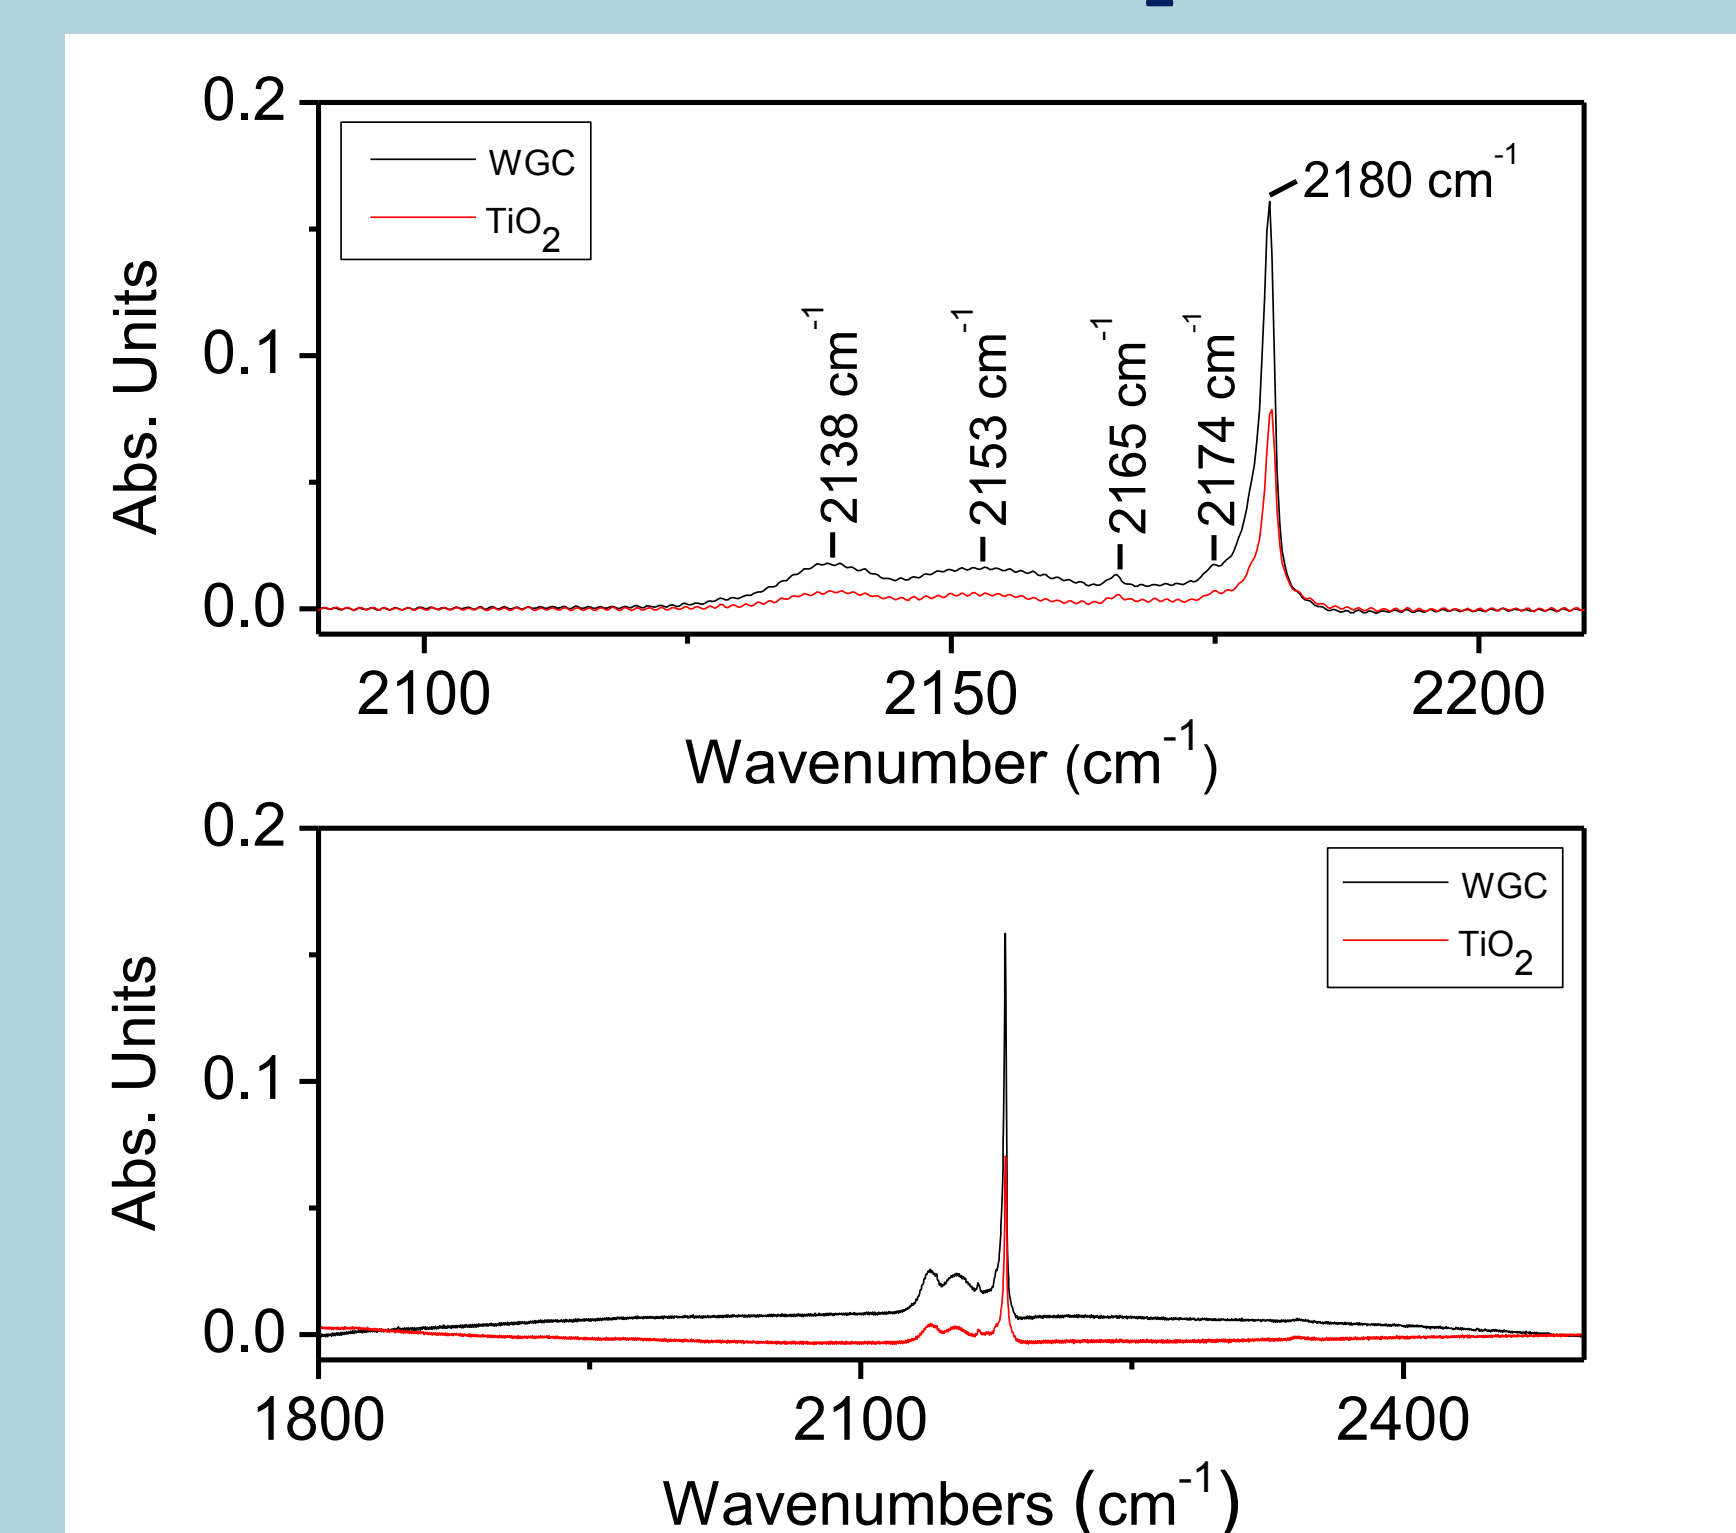 0.2
WGC
TiO2
2180 cm-1
Abs. Units
0.1
2138 cm-1
2153 cm-1
2165 cm-1
2174 cm-1
0.0
2100
2150
2200
Wavenumber (cm-1)
0.2
WGC
TiO2
Abs. Units
0.1
0.0
1800
2100
2400
Wavenumbers (cm-1)